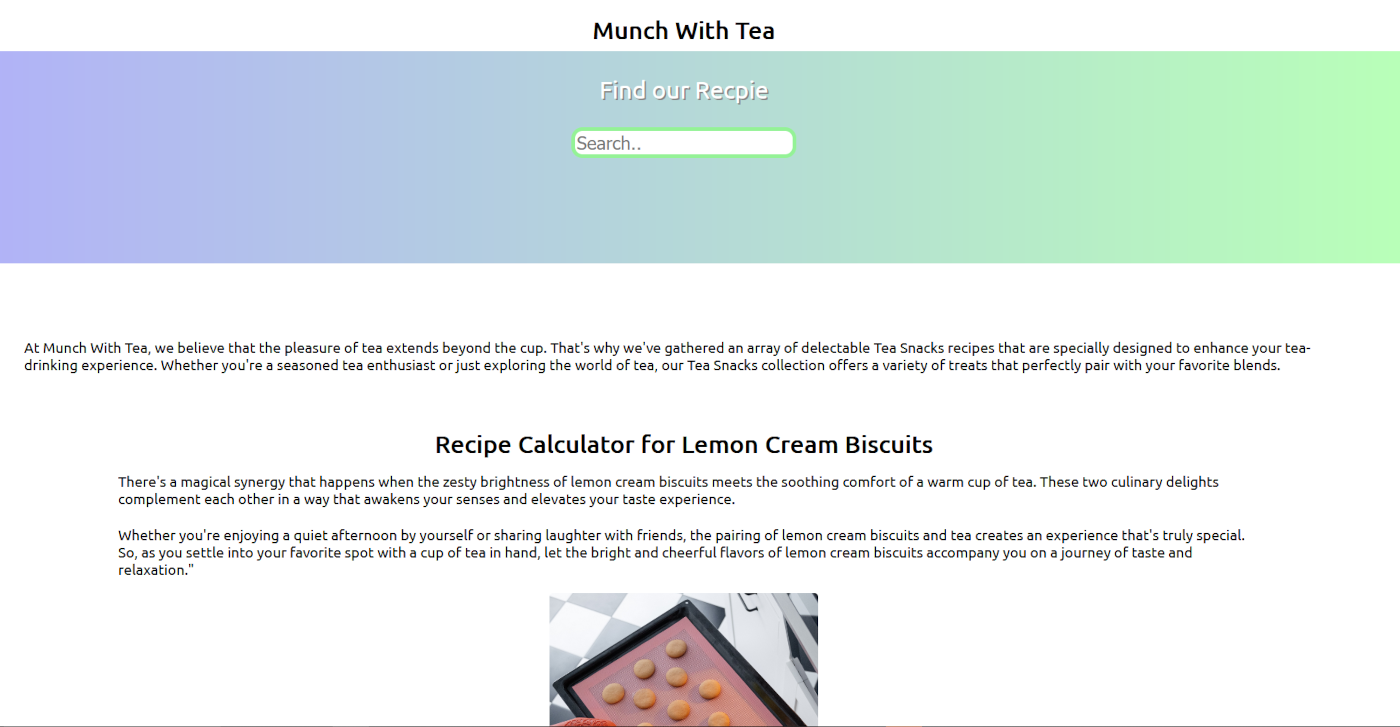 Munch With Tea
Find our Recpie
Search..
At Munch With Tea, we believe that the pleasure of tea extends beyond the cup. That's why we've gathered an array of delectable Tea Snacks recipes that are specially designed to enhance your tea-
drinking experience. Whether you're a seasoned tea enthusiast or just exploring the world of tea, our Tea Snacks collection offers a variety of treats that perfectly pair with your favorite blends.
Recipe Calculator for Lemon Cream Biscuits
There's a magical synergy that happens when the zesty brightness of lemon cream biscuits meets the soothing comfort of a warm cup of tea. These two culinary delights
complement each other in a way that awakens your senses and elevates your taste experience.
Whether you're enjoying a quiet afternoon by yourself or sharing laughter with friends, the pairing of lemon cream biscuits and tea creates an experience that's truly special.
So, as you settle into your favorite spot with a cup of tea in hand, let the bright and cheerful flavors of lemon cream biscuits accompany you on a journey of taste and
relaxation."